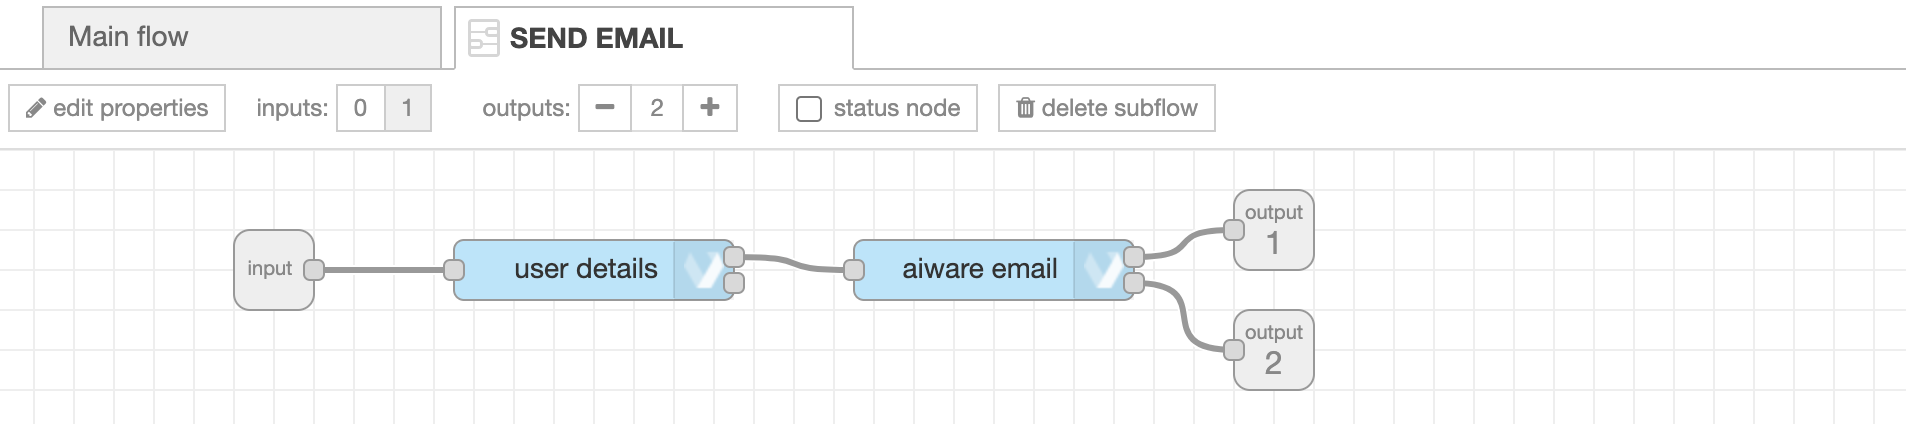 Main flow
SEND EMAIL
edit properties inputs: 0 1 outputs: 2 status node delete subflow
input
user details
aiware email
output
1
output
2